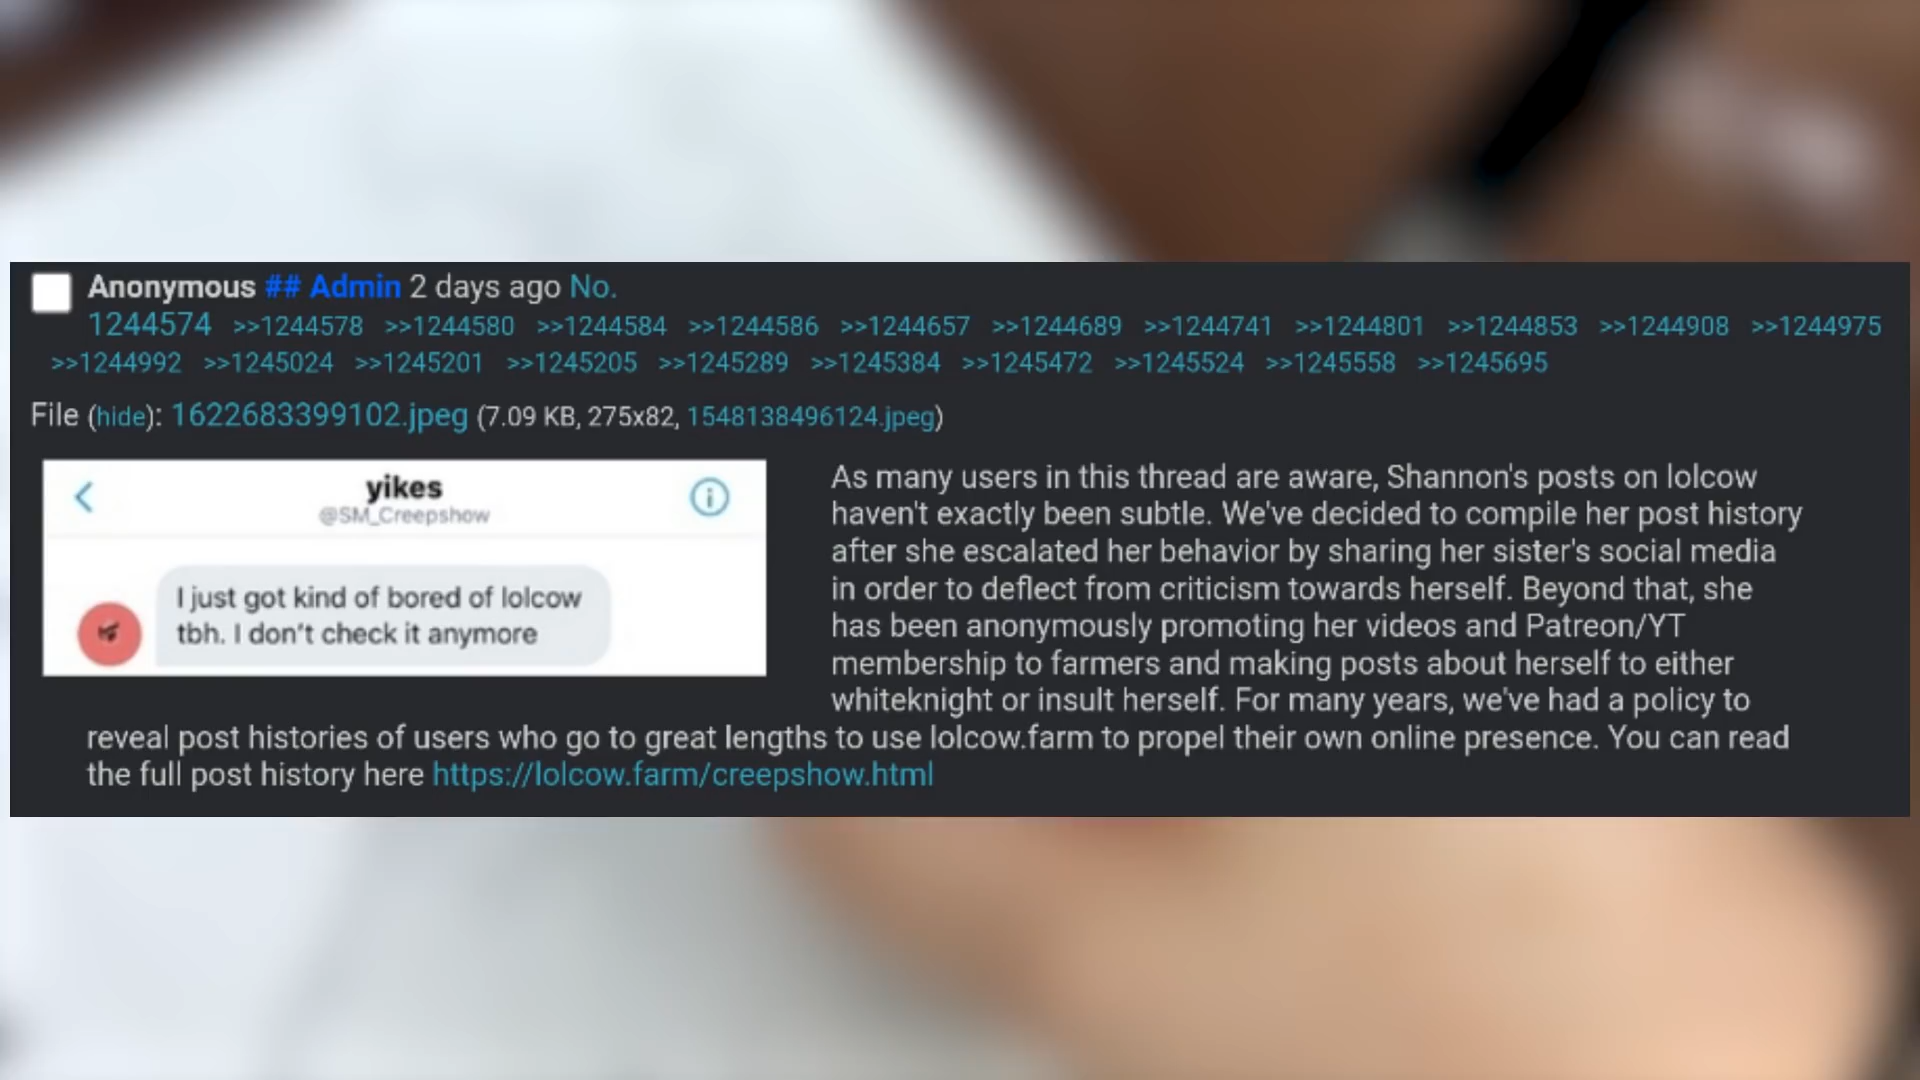 Anonymous ## Admin 2 days ago No.
1244574 >>1244578 >>1244580 >>1244584 >>1244586 >>1244657 >>1244689 >>1244741 >>1244801 >>1244853 >>1244908 >>1244975
>>1244992 >>1245024 >>1245201 >>1245205 >>1245289 >>1245384 >>1245472 >>1245524 >>1245558 >>1245695
File (hide): 1622683399102.jpeg (7.09 KB, 275x82, 1548138496124.jpeg)
yikes
@SM_Creepshow
I just got kind of bored of lolcow
tbh. I don't check it anymore
As many users in this thread are aware, Shannon's posts on lolcow
haven't exactly been subtle. We've decided to compile her post history
after she escalated her behavior by sharing her sister's social media
in order to deflect from criticism towards herself. Beyond that, she
has been anonymously promoting her videos and Patreon/YT
membership to farmers and making posts about herself to either
whiteknight or insult herself. For many years, we've had a policy to
reveal post histories of users who go to great lengths to use lolcow.farm to propel their own online presence. You can read
the full post history here https://lolcow.farm/creepshow.html